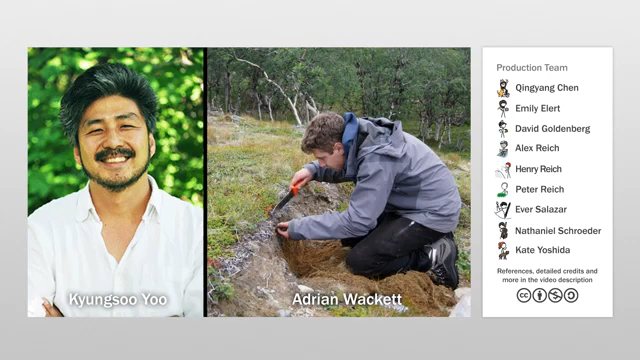 Kyungsoo Yoo
Adrian Wackett
Production Team
Qingyang Chen
Emily Elert
David Goldenberg
Alex Reich
Henry Reich
Peter Reich
Ever Salazar
Nathaniel Schroeder
Kate Yoshida
References, detailed credits and
more in the video description
cc